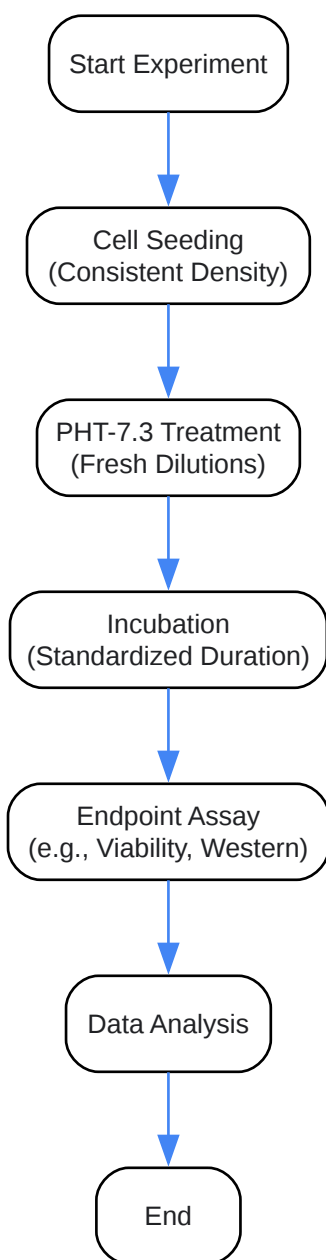 Start Experiment
Cell Seeding
(Consistent Density)
PHT-7.3 Treatment
(Fresh Dilutions)
Incubation
(Standardized Duration)
Endpoint Assay
(e.g., Viability, Western)
Data Analysis
End